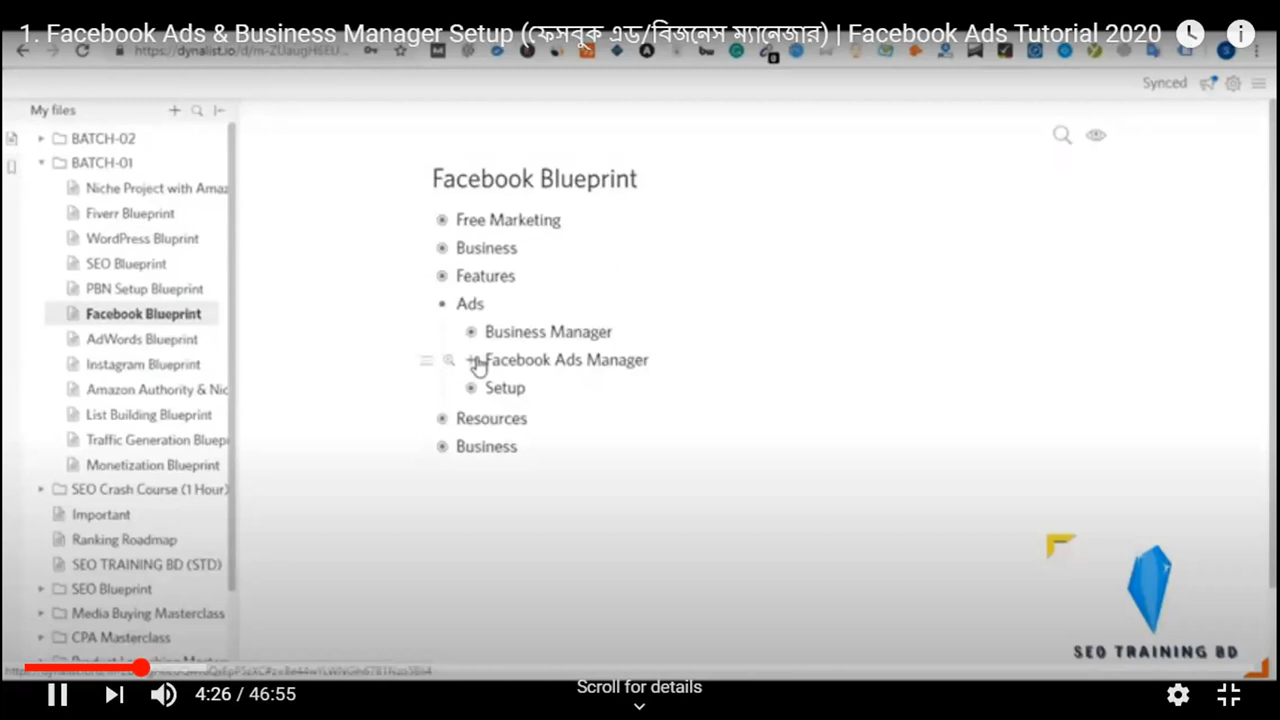 1. Facebook Ads & Business Manager Setup (ফেসবুক এড/বিজনেস ম্যানেজার) | Facebook Ads Tutorial 2020
Synced
My files
BATCH-02
BATCH-01
Niche Project with Amaz
Fiverr Blueprint
WordPress Bluprint
SEO Blueprint
PBN Setup Blueprint
Facebook Blueprint
AdWords Blueprint
Instagram Blueprint
Amazon Authority & Nic
List Building Blueprint
Traffic Generation Bluep
Monetization Blueprint
SEO Crash Course (1 Hour)
Important
Ranking Roadmap
SEO TRAINING BD (STD)
SEO Blueprint
Media Buying Masterclass
CPA Masterclass
Facebook Blueprint
Free Marketing
Business
Features
Ads
Business Manager
Facebook Ads Manager
Setup
Resources
Business
SEO TRAINING BD
4:26 / 46:55
Scroll for details